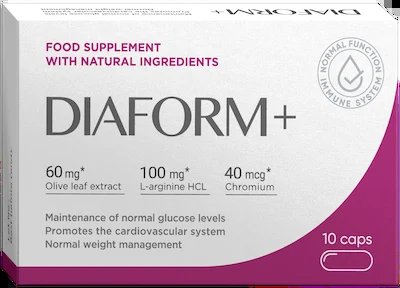 FOOD SUPPLEMENT
WITH NATURAL INGREDIENTS
NORMAL FUNCTION
IMMUNE SYSTEM
DIAFORM+
60 mg* 100 mg* 40 mcg*
Olive leaf extract L-arginine HCL Chromium
Maintenance of normal glucose levels
Promotes the cardiovascular system
Normal weight management
10 caps